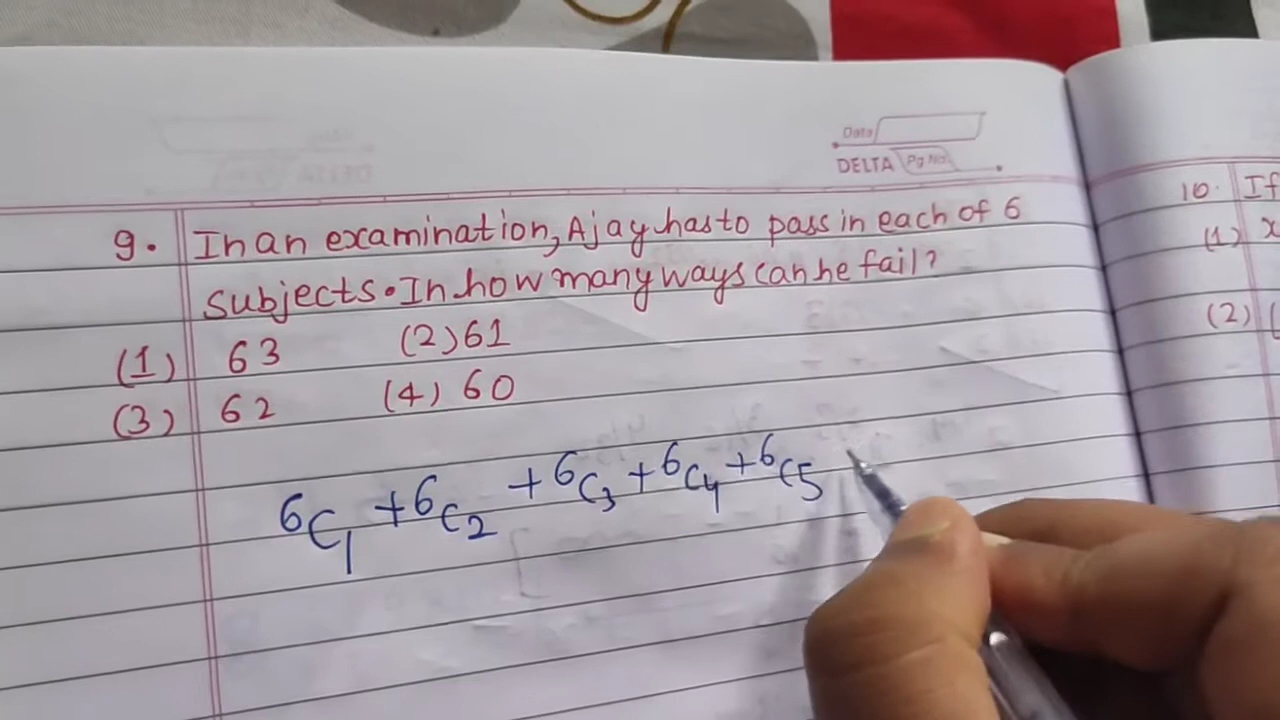 Date
DELTA Pg No
9. In an examination, Ajay has to pass in each of 6
subjects. In how many ways can he fail?
(1) 63 (2) 61
(3) 62 (4) 60
⁶C₁ + ⁶C₂ + ⁶C₃ + ⁶C₄ + ⁶C₅
10. If
(1) x
(2) (